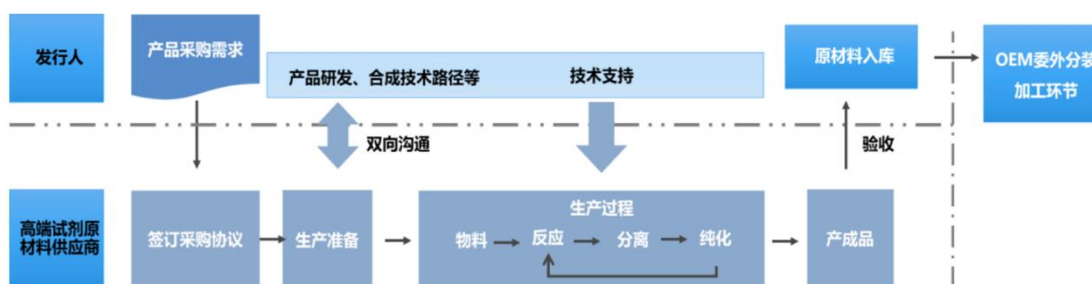 发行人
产品采购需求
产品研发、合成技术路径等
技术支持
原材料入库
OEM委外分装
加工环节
双向沟通
验收
高端试剂原
材料供应商
签订采购协议
生产准备
生产过程
物料
反应
分离
纯化
产成品